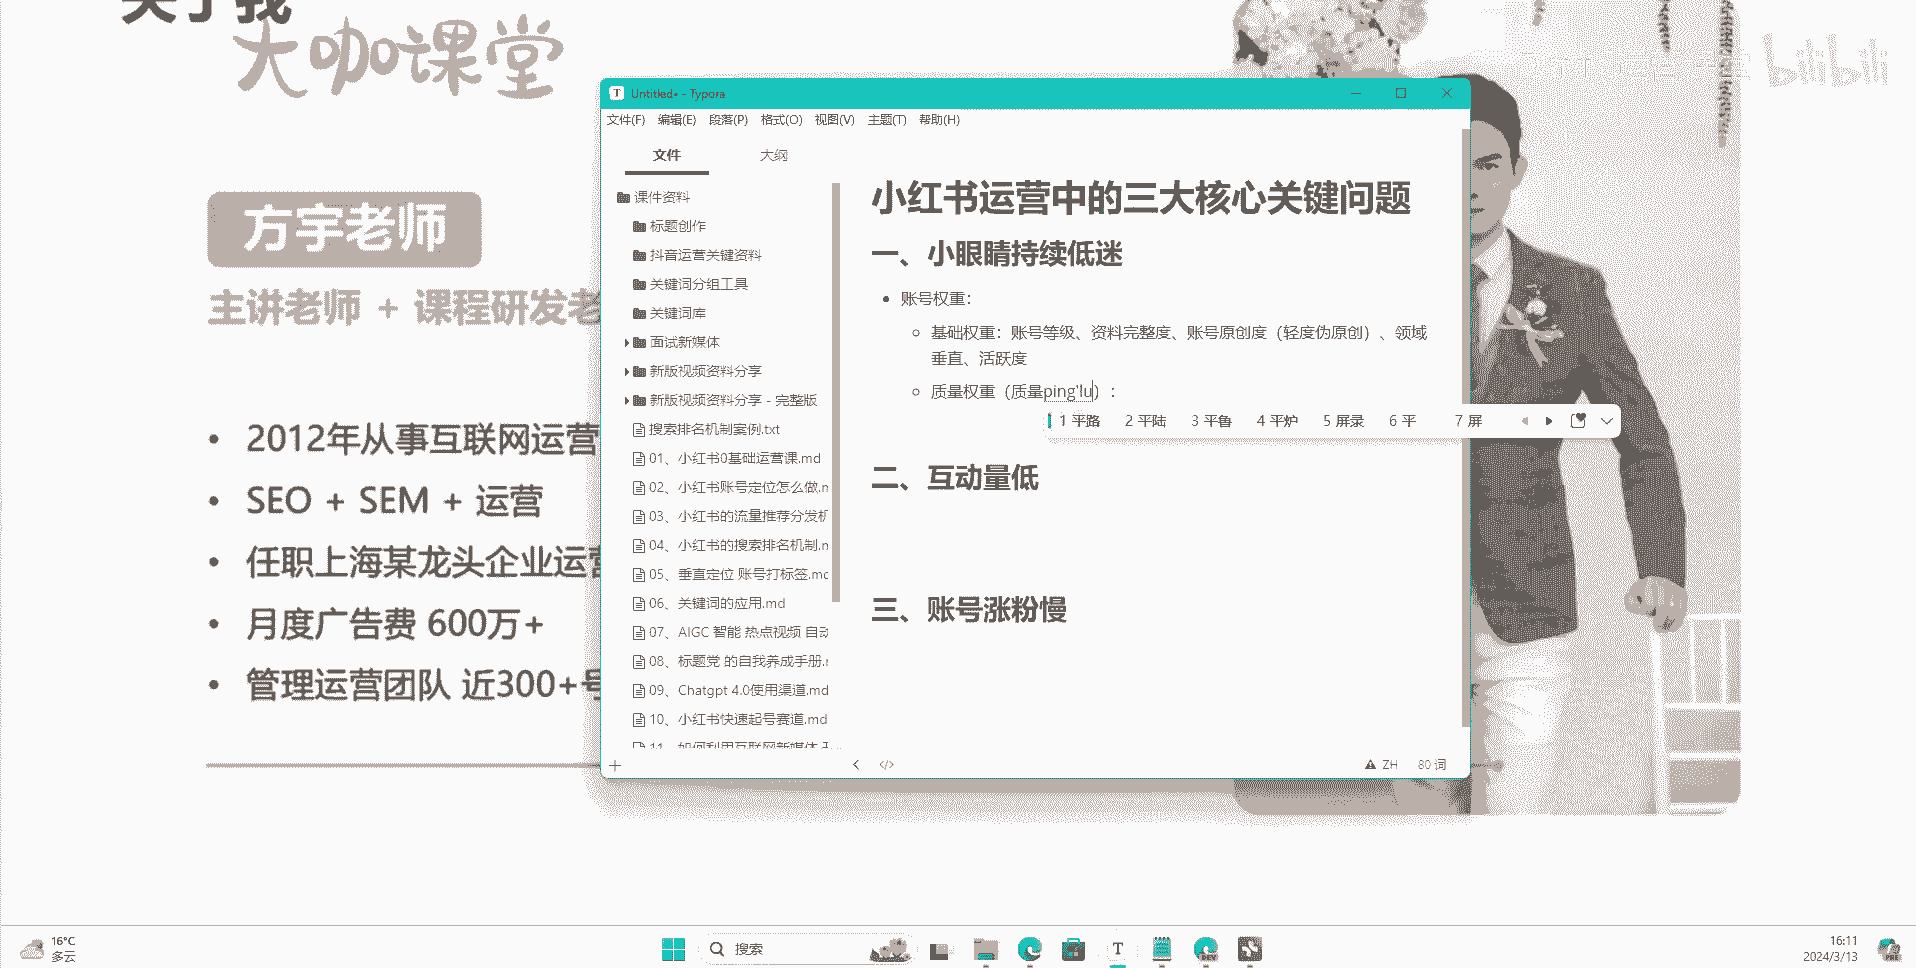 关于我
大咖课堂
bilibili
方宇老师
主讲老师 + 课程研发老
2012年从事互联网运营
SEO + SEM + 运营
任职上海某龙头企业运营
月度广告费 600万+
管理运营团队 近300+号
Untitled• - Typora
文件(F) 编辑(E) 段落(P) 格式(O) 视图(V) 主题(T) 帮助(H)
文件 大纲
课件资料
标题创作
抖音运营关键资料
关键词分组工具
关键词库
面试新媒体
新版视频资料分享
新版视频资料分享 - 完整版
搜索排名机制案例.txt
01、小红书0基础运营课.md
02、小红书账号定位怎么做.m
03、小红书的流量推荐分发机
04、小红书的搜索排名机制.m
05、垂直定位 账号打标签.md
06、关键词的应用.md
07、AIGC 智能 热点视频 自动
08、标题党 的自我养成手册.m
09、Chatgpt 4.0使用渠道.md
10、小红书快速起号赛道.md
11、如何利用互联网新媒体
小红书运营中的三大核心关键问题
一、小眼睛持续低迷
账号权重：
基础权重：账号等级、资料完整度、账号原创度（轻度伪原创）、领域
垂直、活跃度
质量权重（质量ping'lu）：
1 平路 2 平陆 3 平鲁 4 平炉 5 屏录 6 平 7 屏
二、互动量低
三、账号涨粉慢
ZH 80 词
16°C
多云
搜索
T
DEV
16:11
2024/3/13
PRE